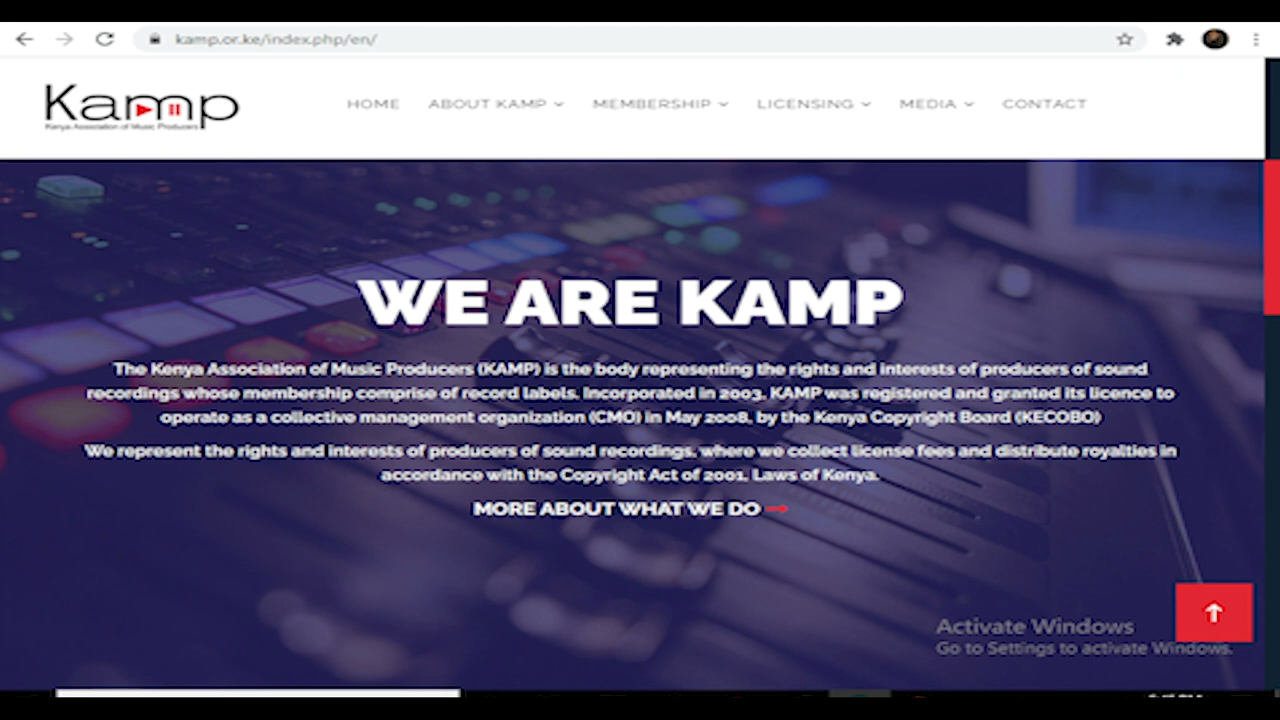 kamp.or.ke/index.php/en/
Kamp
Kenya Association of Music Producers
HOME ABOUT KAMP MEMBERSHIP LICENSING MEDIA CONTACT
WE ARE KAMP
The Kenya Association of Music Producers (KAMP) is the body representing the rights and interests of producers of sound
recordings whose membership comprise of record labels. Incorporated in 2003, KAMP was registered and granted its licence to
operate as a collective management organization (CMO) in May 2008, by the Kenya Copyright Board (KECOBO)
We represent the rights and interests of producers of sound recordings, where we collect license fees and distribute royalties in
accordance with the Copyright Act of 2001, Laws of Kenya.
MORE ABOUT WHAT WE DO
Activate Windows
Go to Settings to activate Windows.